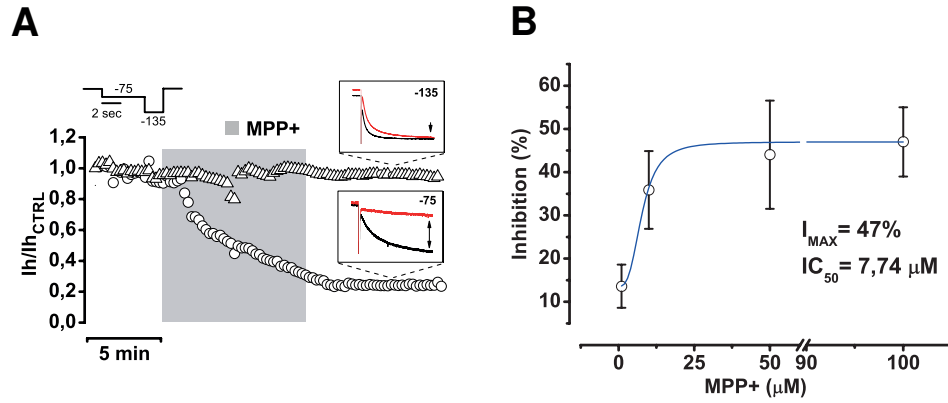 A
-75
2 sec
-135
MPP+
1,2
1,0
0,8
0,6
0,4
0,2
0,0
Ih/Ih_CTRL
5 min
-135
-75
B
60
50
40
30
20
10
Inhibition (%)
I_MAX= 47%
IC_50= 7,74 µM
0 25 50 90 100
MPP+ (µM)